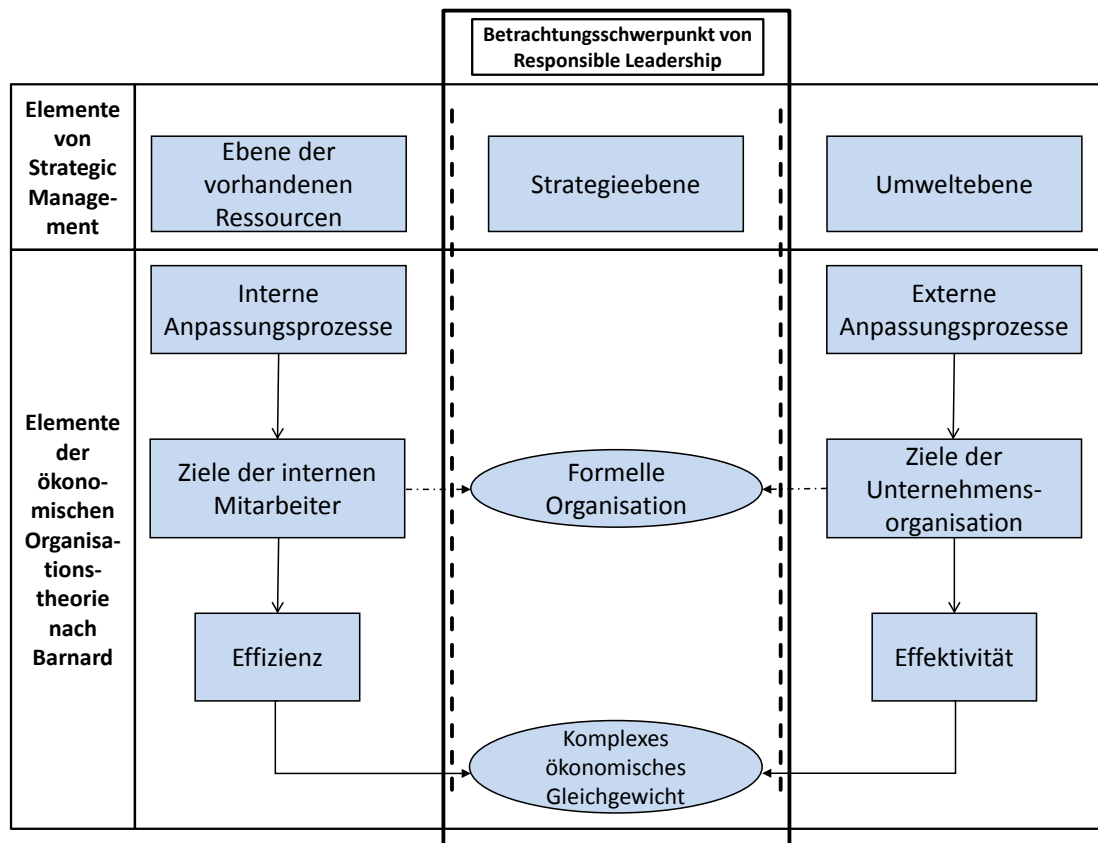 Betrachtungsschwerpunkt von
Responsible Leadership
Elemente
von
Strategic
Manage-
ment
Ebene der
vorhandenen
Ressourcen
Strategieebene
Umweltebene
Elemente
der
ökono-
mischen
Organisa-
tions-
theorie
nach
Barnard
Interne
Anpassungsprozesse
Externe
Anpassungsprozesse
Ziele der internen
Mitarbeiter
Formelle
Organisation
Ziele der
Unternehmens-
organisation
Effizienz
Effektivität
Komplexes
ökonomisches
Gleichgewicht